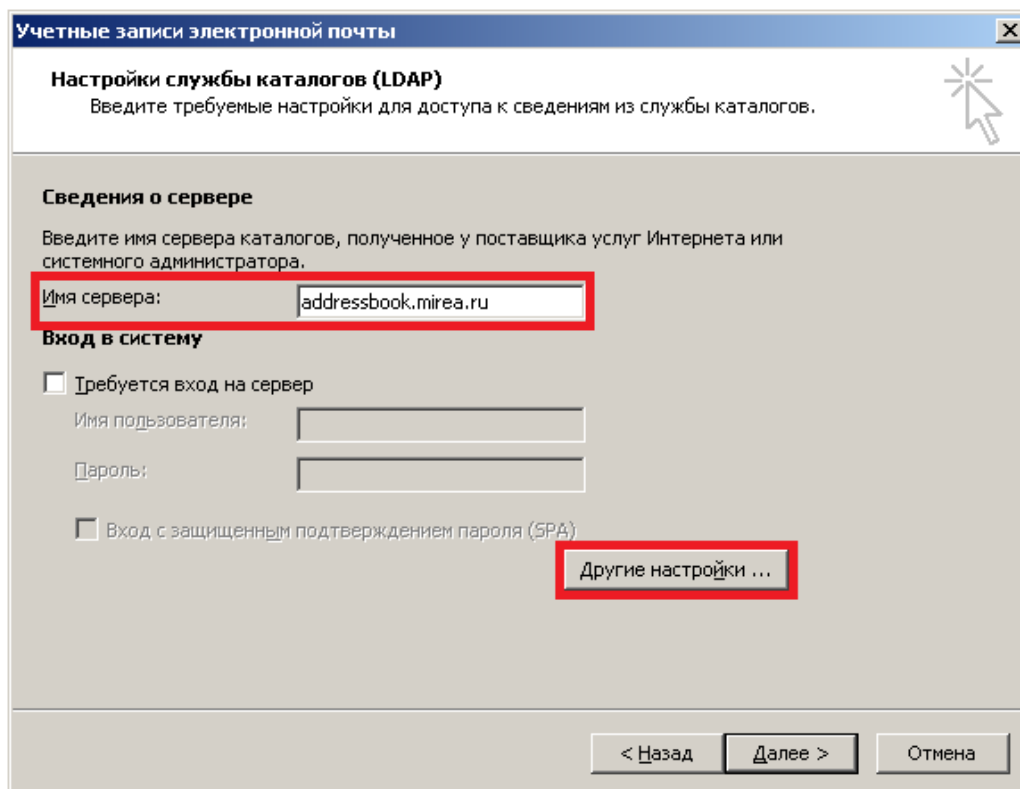 Учетные записи электронной почты
Настройки службы каталогов (LDAP)
Введите требуемые настройки для доступа к сведениям из службы каталогов.
Сведения о сервере
Введите имя сервера каталогов, полученное у поставщика услуг Интернета или
системного администратора.
Имя сервера: addressbook.mirea.ru
Вход в систему
Требуется вход на сервер
Имя пользователя:
Пароль:
Вход с защищенным подтверждением пароля (SPA)
Другие настройки ...
< Назад Далее > Отмена